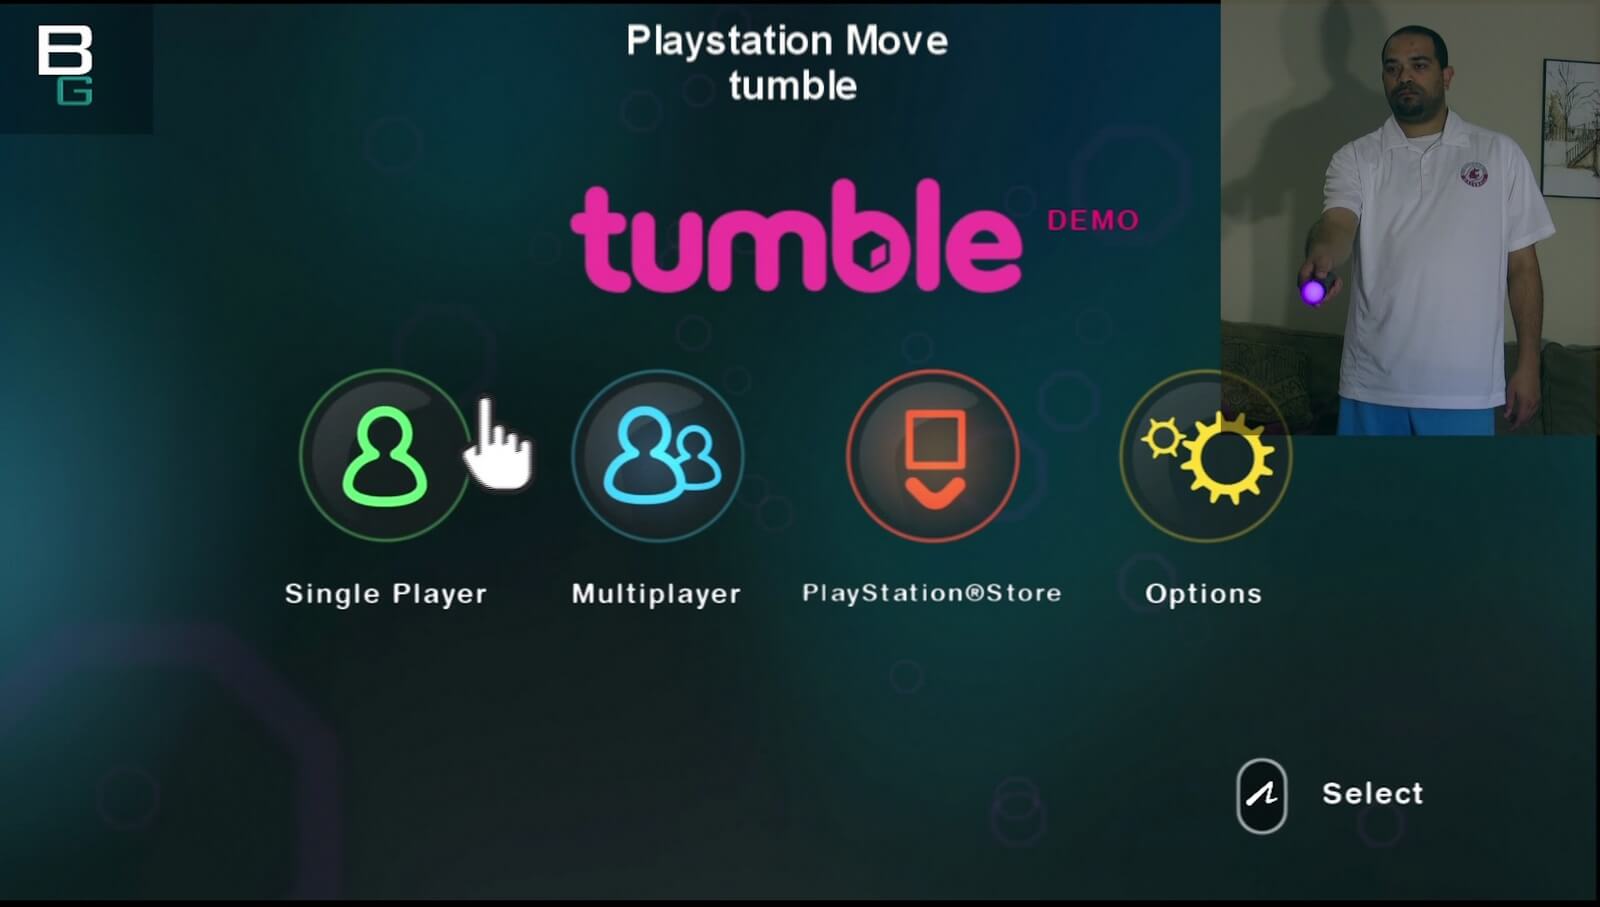 B
G
Playstation Move
tumble
tumble
DEMO
Single Player
Multiplayer
PlayStation®Store
Options
Select